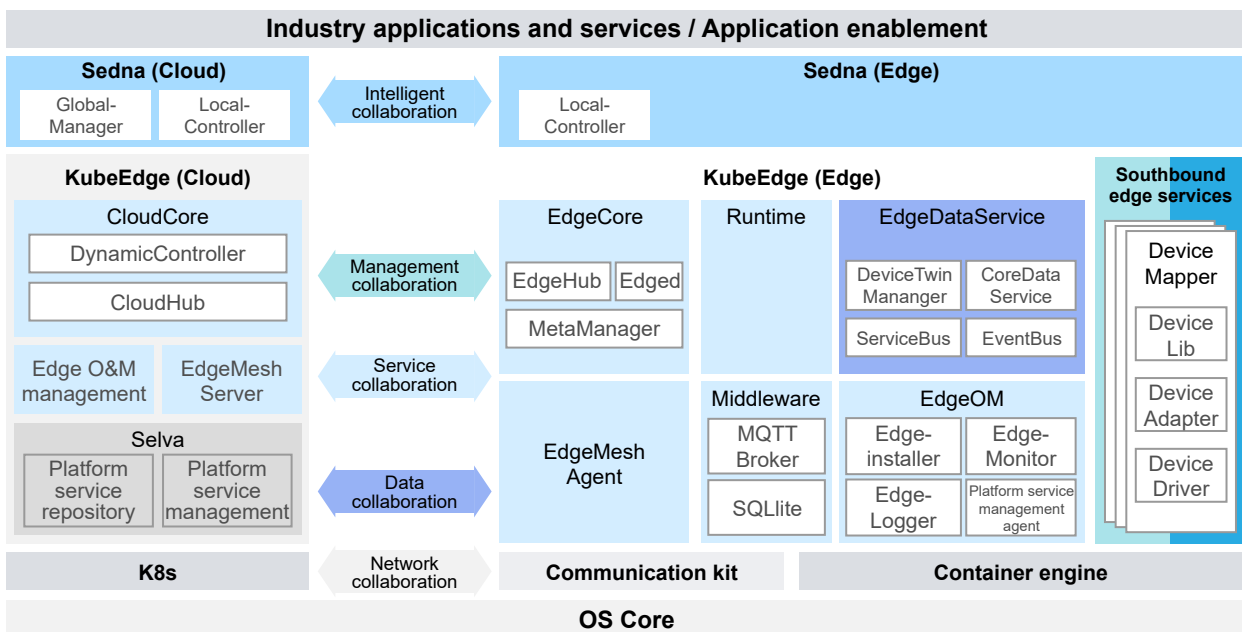 Industry applications and services / Application enablement
Sedna (Cloud)
Global-
Manager
Local-
Controller
Intelligent
collaboration
Sedna (Edge)
Local-
Controller
KubeEdge (Cloud)
CloudCore
DynamicController
CloudHub
Edge O&M
management
EdgeMesh
Server
Selva
Platform
service
repository
Platform
service
management
Management
collaboration
Service
collaboration
Data
collaboration
KubeEdge (Edge)
EdgeCore
EdgeHub
Edged
MetaManager
Runtime
EdgeDataService
DeviceTwin
Mananger
CoreData
Service
ServiceBus
EventBus
EdgeMesh
Agent
Middleware
MQTT
Broker
SQLlite
EdgeOM
Edge-
installer
Edge-
Monitor
Edge-
Logger
Platform service
management
agent
Southbound
edge services
Device
Mapper
Device
Lib
Device
Adapter
Device
Driver
K8s
Network
collaboration
Communication kit
Container engine
OS Core